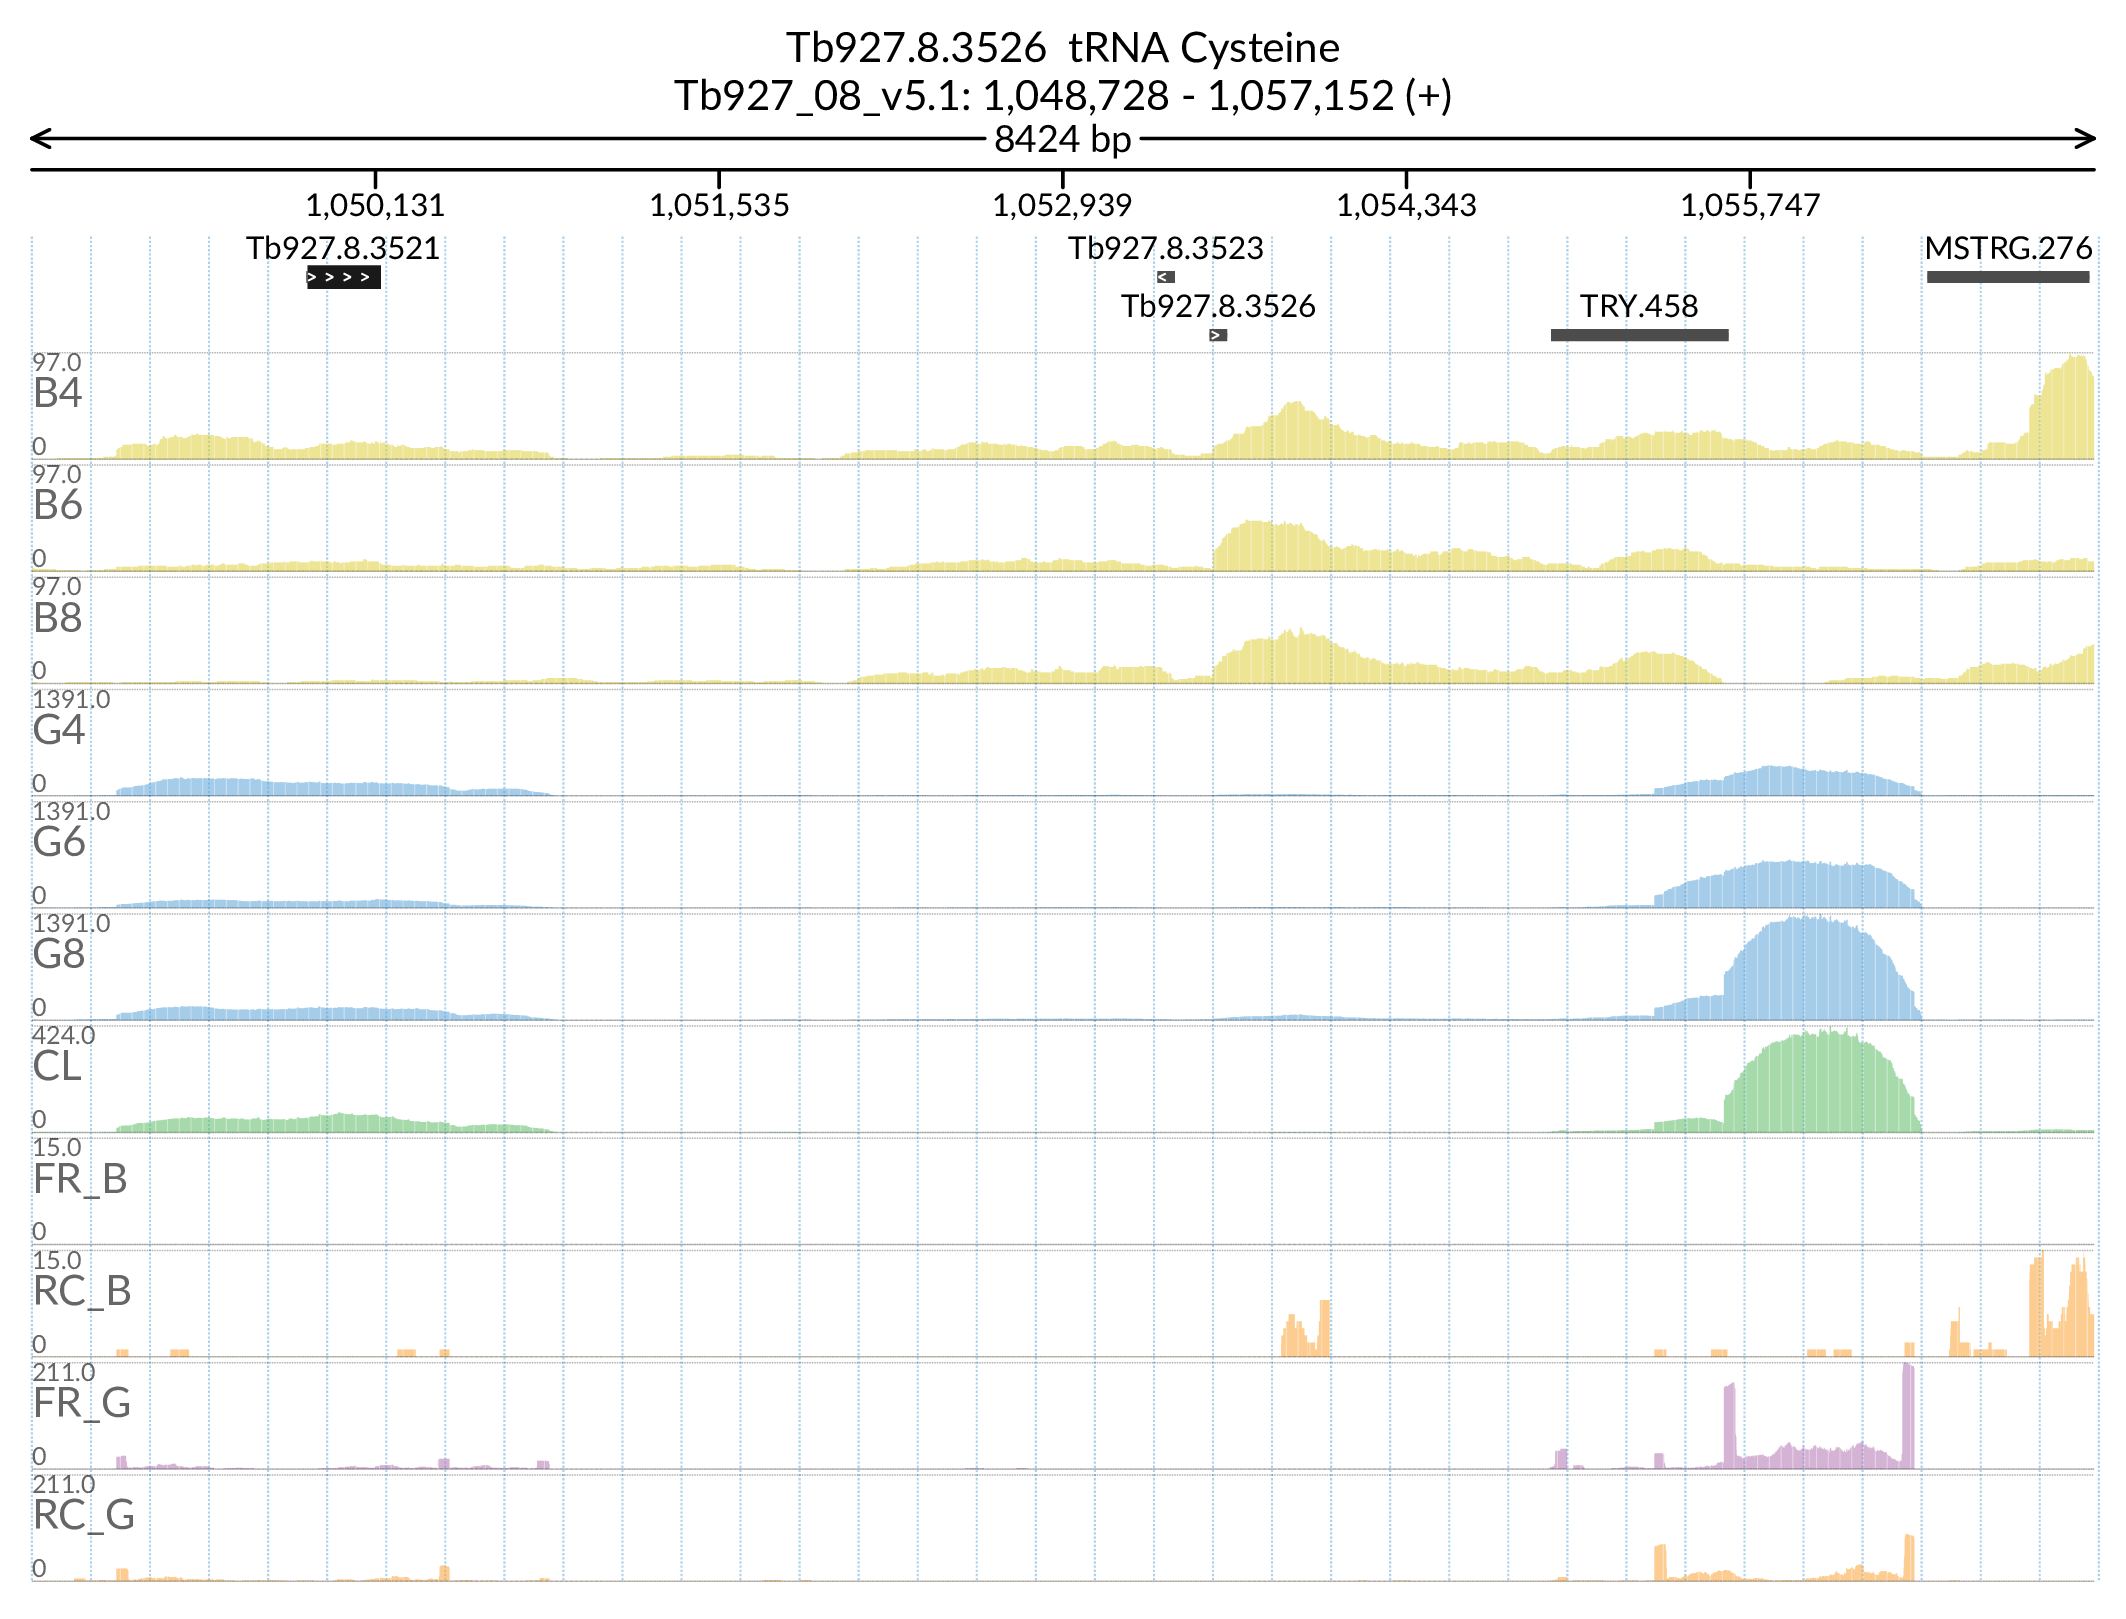 Tb927.8.3526 tRNA Cysteine
Tb927_08_v5.1: 1,048,728 - 1,057,152 (+)
8424 bp
1,050,131 1,051,535 1,052,939 1,054,343 1,055,747
Tb927.8.3521 Tb927.8.3523 MSTRG.276
> > > > <
Tb927.8.3526 TRY.458
>
97.0
B4
0
97.0
B6
0
97.0
B8
0
1391.0
G4
0
1391.0
G6
0
1391.0
G8
0
424.0
CL
0
15.0
FR_B
0
15.0
RC_B
0
211.0
FR_G
0
211.0
RC_G
0